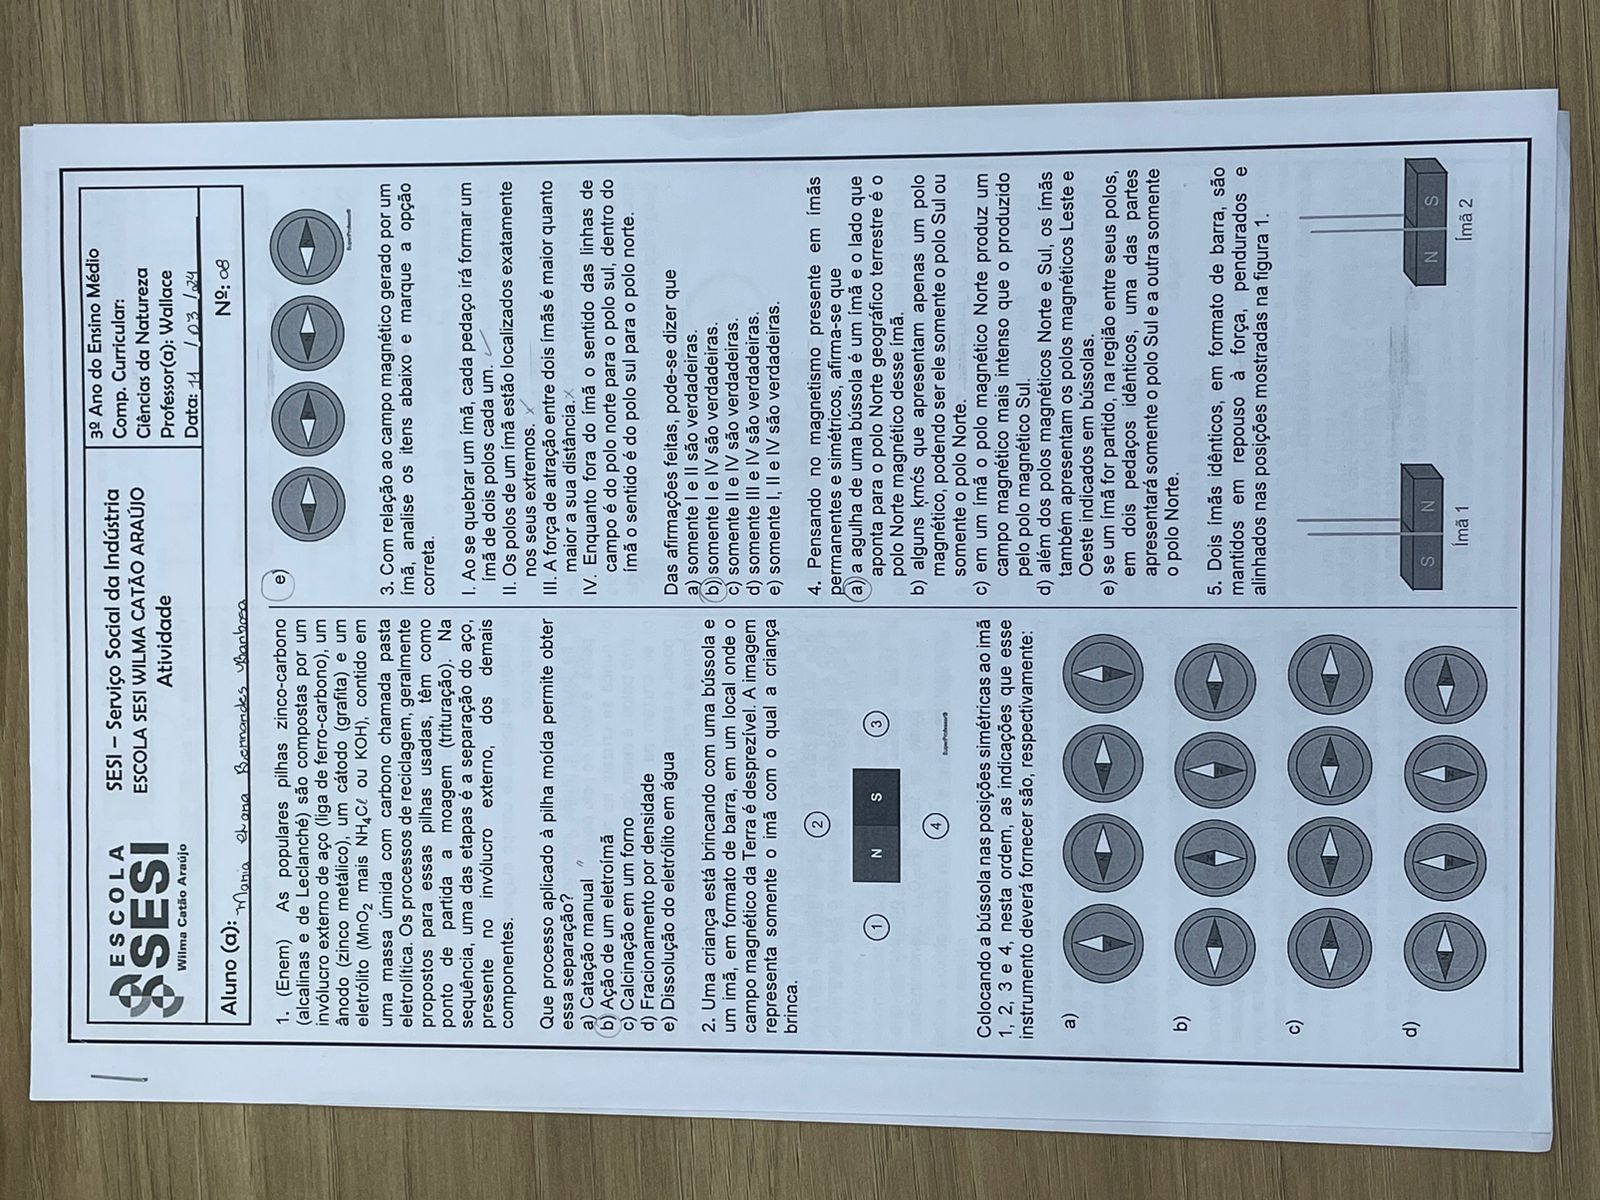 ESCOLA
SESI
Wilma Catão Araújo
SESI – Serviço Social da Indústria
ESCOLA SESI WILMA CATÃO ARAÚJO
Atividade
3º Ano do Ensino Médio
Comp. Curricular:
Ciências da Natureza
Professor(a): Wallace
Data: 11 / 03 / 24
Aluno (a): Maria Bernardes Barbosa
Nº: 08
1. (Enem) As populares pilhas zinco-carbono
(alcalinas e de Leclanché) são compostas por um
invólucro externo de aço (liga de ferro-carbono), um
ânodo (zinco metálico), um cátodo (grafita) e um
eletrólito (MnO₂ mais NH₄Cℓ ou KOH), contido em
uma massa úmida com carbono chamada pasta
eletrolítica. Os processos de reciclagem, geralmente
propostos para essas pilhas usadas, têm como
ponto de partida a moagem (trituração). Na
sequência, uma das etapas é a separação do aço,
presente no invólucro externo, dos demais
componentes.
Que processo aplicado à pilha moída permite obter
essa separação?
a) Catação manual
b) Ação de um eletroímã
c) Calcinação em um forno
d) Fracionamento por densidade
e) Dissolução do eletrólito em água
2. Uma criança está brincando com uma bússola e
um imã, em formato de barra, em um local onde o
campo magnético da Terra é desprezível. A imagem
representa somente o imã com o qual a criança
brinca.
2
1 N S 3
4
SuperProfessor®
Colocando a bússola nas posições simétricas ao imã
1, 2, 3 e 4, nesta ordem, as indicações que esse
instrumento deverá fornecer são, respectivamente:
a)
b)
c)
d)
e)
SuperProfessor®
3. Com relação ao campo magnético gerado por um
ímã, analise os itens abaixo e marque a opção
correta.
I. Ao se quebrar um ímã, cada pedaço irá formar um
ímã de dois polos cada um.
II. Os polos de um ímã estão localizados exatamente
nos seus extremos.
III. A força de atração entre dois ímãs é maior quanto
maior a sua distância.
IV. Enquanto fora do ímã o sentido das linhas de
campo é do polo norte para o polo sul, dentro do
ímã o sentido é do polo sul para o polo norte.
Das afirmações feitas, pode-se dizer que
a) somente I e II são verdadeiras.
b) somente I e IV são verdadeiras.
c) somente II e IV são verdadeiras.
d) somente III e IV são verdadeiras.
e) somente I, II e IV são verdadeiras.
4. Pensando no magnetismo presente em ímãs
permanentes e simétricos, afirma-se que
a) a agulha de uma bússola é um ímã e o lado que
aponta para o polo Norte geográfico terrestre é o
polo Norte magnético desse ímã.
b) alguns ķmćs que apresentam apenas um polo
magnético, podendo ser ele somente o polo Sul ou
somente o polo Norte.
c) em um ímã o polo magnético Norte produz um
campo magnético mais intenso que o produzido
pelo polo magnético Sul.
d) além dos polos magnéticos Norte e Sul, os ímãs
também apresentam os polos magnéticos Leste e
Oeste indicados em bússolas.
e) se um ímã for partido, na região entre seus polos,
em dois pedaços idênticos, uma das partes
apresentará somente o polo Sul e a outra somente
o polo Norte.
5. Dois ímãs idênticos, em formato de barra, são
mantidos em repouso à força, pendurados e
alinhados nas posições mostradas na figura 1.
S N N S
Ímã 1 Ímã 2